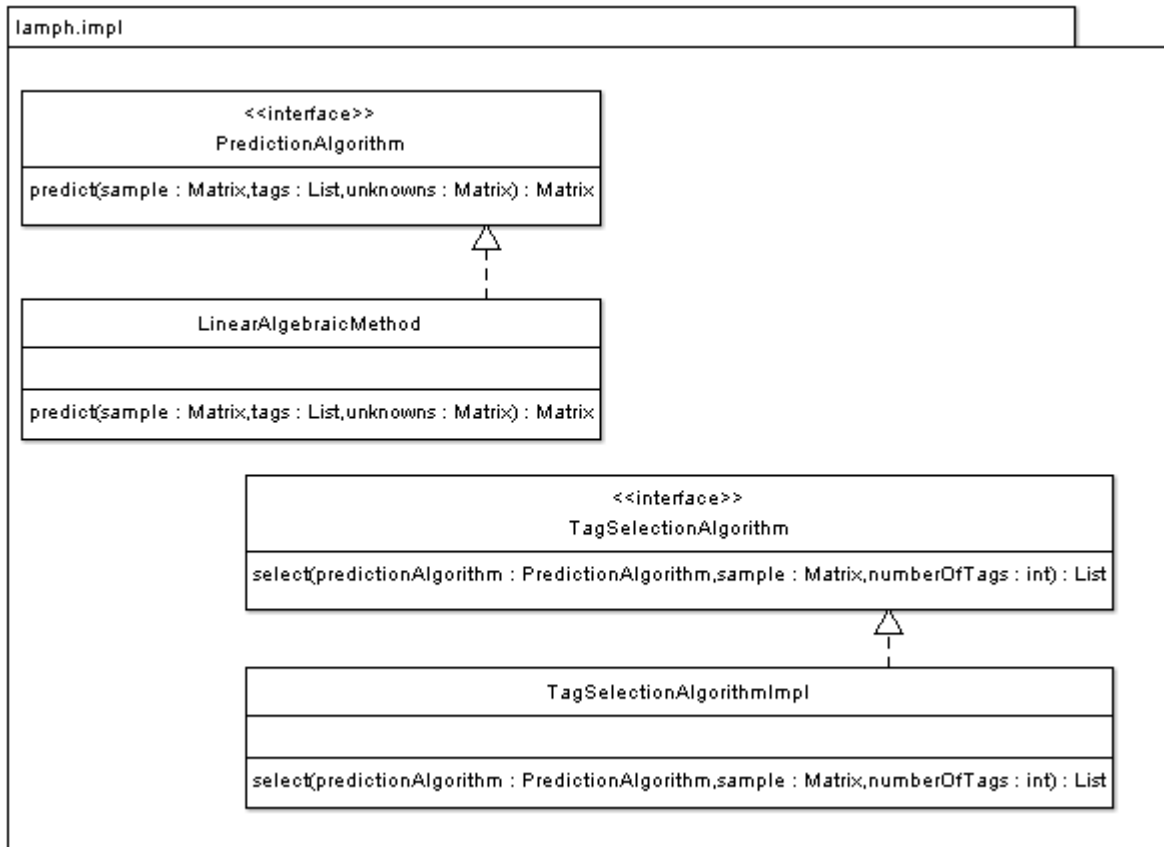 lamph.impl
<<interface>>
PredictionAlgorithm
predict(sample : Matrix,tags : List,unknowns : Matrix) : Matrix
LinearAlgebraicMethod
predict(sample : Matrix,tags : List,unknowns : Matrix) : Matrix
<<interface>>
TagSelectionAlgorithm
select(predictionAlgorithm : PredictionAlgorithm,sample : Matrix,numberOfTags : int) : List
TagSelectionAlgorithmImpl
select(predictionAlgorithm : PredictionAlgorithm,sample : Matrix,numberOfTags : int) : List